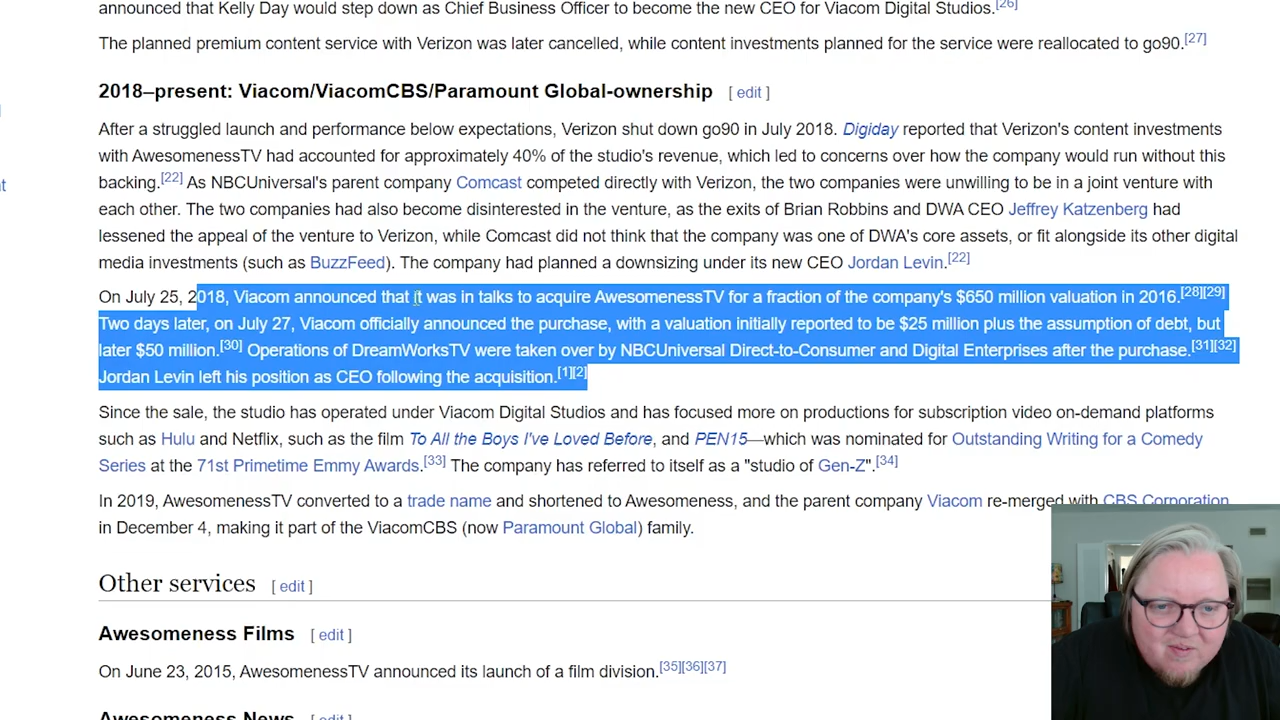 announced that Kelly Day would step down as Chief Business Officer to become the new CEO for Viacom Digital Studios.[26]
The planned premium content service with Verizon was later cancelled, while content investments planned for the service were reallocated to go90.[27]
2018–present: Viacom/ViacomCBS/Paramount Global-ownership [ edit ]
After a struggled launch and performance below expectations, Verizon shut down go90 in July 2018. Digiday reported that Verizon's content investments
with AwesomenessTV had accounted for approximately 40% of the studio's revenue, which led to concerns over how the company would run without this
backing.[22] As NBCUniversal's parent company Comcast competed directly with Verizon, the two companies were unwilling to be in a joint venture with
each other. The two companies had also become disinterested in the venture, as the exits of Brian Robbins and DWA CEO Jeffrey Katzenberg had
lessened the appeal of the venture to Verizon, while Comcast did not think that the company was one of DWA's core assets, or fit alongside its other digital
media investments (such as BuzzFeed). The company had planned a downsizing under its new CEO Jordan Levin.[22]
On July 25, 2018, Viacom announced that it was in talks to acquire AwesomenessTV for a fraction of the company's $650 million valuation in 2016.[28][29]
Two days later, on July 27, Viacom officially announced the purchase, with a valuation initially reported to be $25 million plus the assumption of debt, but
later $50 million.[30] Operations of DreamWorksTV were taken over by NBCUniversal Direct-to-Consumer and Digital Enterprises after the purchase.[31][32]
Jordan Levin left his position as CEO following the acquisition.[1][2]
Since the sale, the studio has operated under Viacom Digital Studios and has focused more on productions for subscription video on-demand platforms
such as Hulu and Netflix, such as the film To All the Boys I've Loved Before, and PEN15—which was nominated for Outstanding Writing for a Comedy
Series at the 71st Primetime Emmy Awards.[33] The company has referred to itself as a "studio of Gen-Z".[34]
In 2019, AwesomenessTV converted to a trade name and shortened to Awesomeness, and the parent company Viacom re-merged with CBS Corporation
in December 4, making it part of the ViacomCBS (now Paramount Global) family.
Other services [ edit ]
Awesomeness Films [ edit ]
On June 23, 2015, AwesomenessTV announced its launch of a film division.[35][36][37]
Awesomeness News [ edit ]